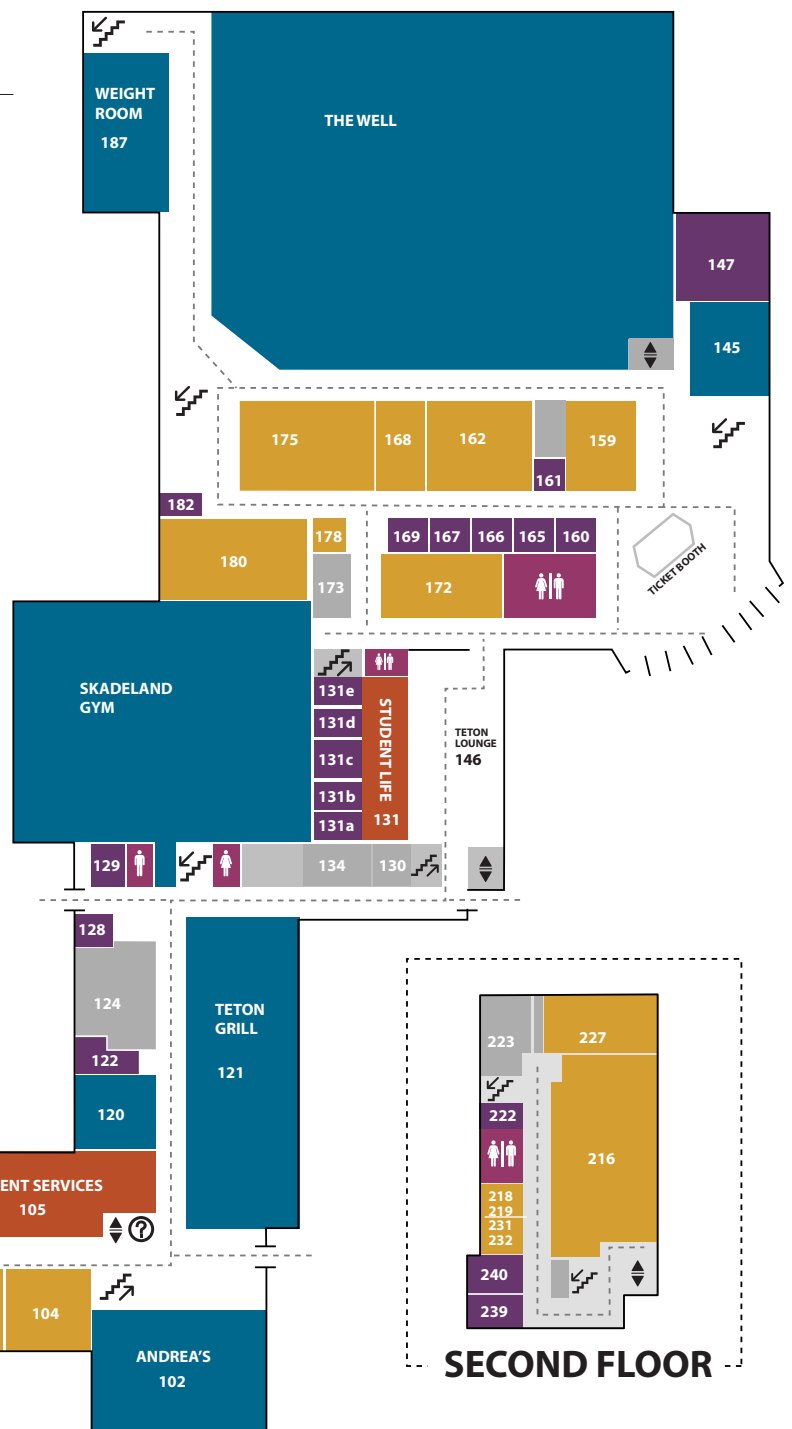 WEIGHT
ROOM
187
THE WELL
147
145
175
168
162
159
161
182
180
178
173
169
167
166
165
160
172
TICKET BOOTH
SKADELAND
GYM
131e
131d
131c
131b
131a
STUDENT LIFE
131
TETON
LOUNGE
146
129
134
130
128
124
122
120
TETON
GRILL
121
ENT SERVICES
105
?
104
ANDREA'S
102
223
227
222
216
218
219
231
232
240
239
SECOND FLOOR